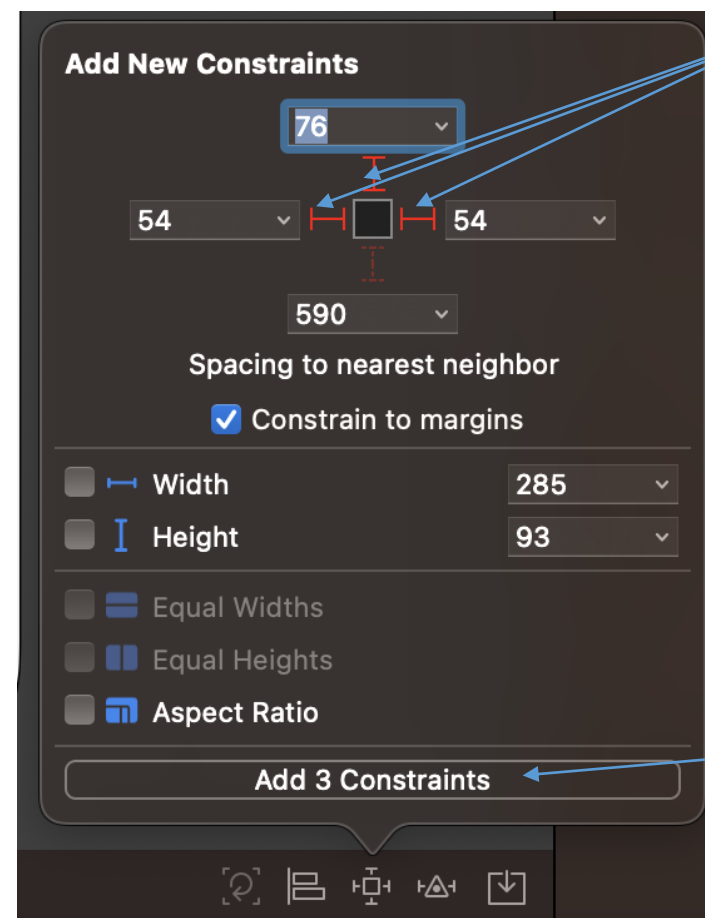 Add New Constraints
76
54 54
590
Spacing to nearest neighbor
Constrain to margins
Width 285
Height 93
Equal Widths
Equal Heights
Aspect Ratio
Add 3 Constraints